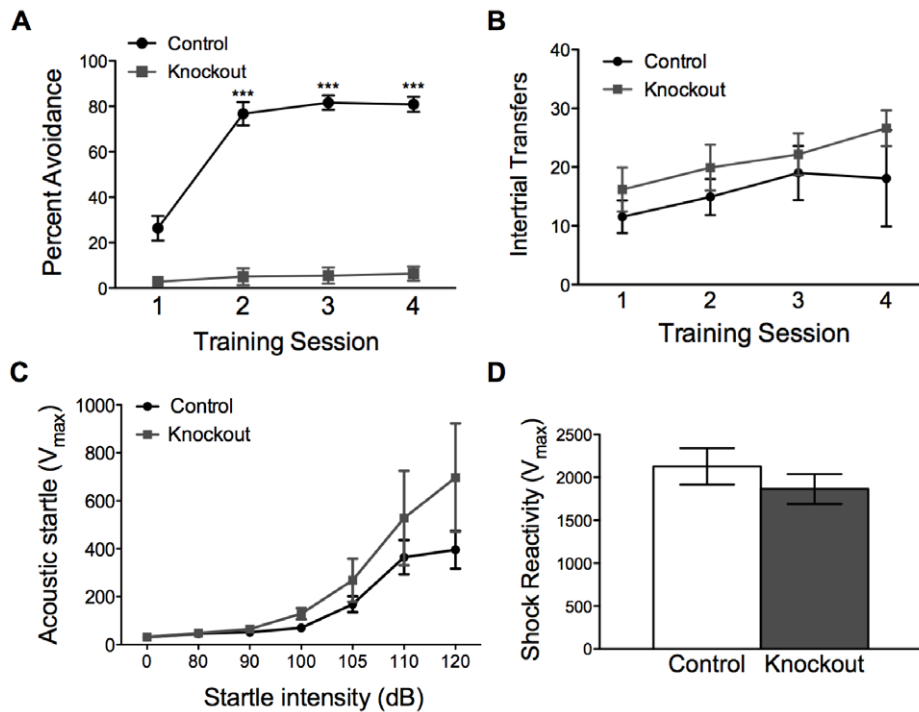 A
Control
Knockout
100
80
60
40
20
0
***
***
***
1 2 3 4
Percent Avoidance
Training Session
B
Control
Knockout
40
30
20
10
0
1 2 3 4
Intertrial Transfers
Training Session
C
Control
Knockout
1000
800
600
400
200
0
0 80 90 100 105 110 120
Acoustic startle (Vmax)
Startle intensity (dB)
D
2500
2000
1500
1000
500
0
Shock Reactivity (Vmax)
Control Knockout